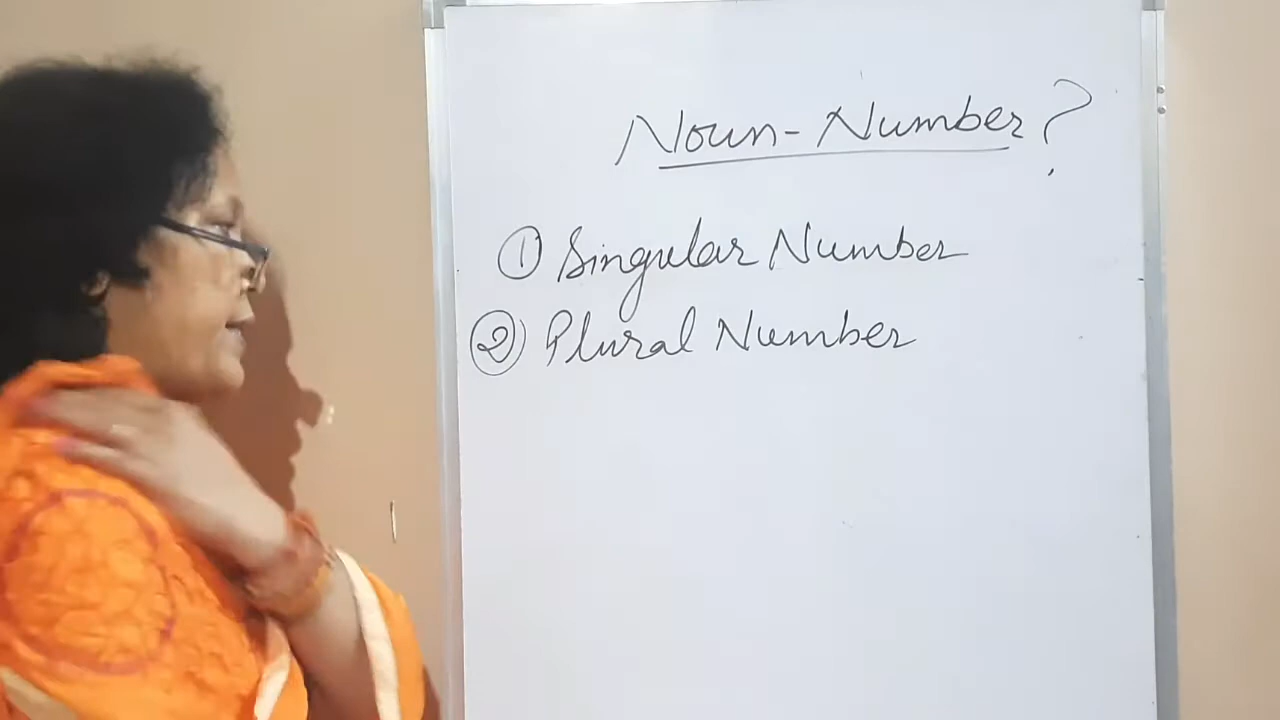 Noun-Number?
① Singular Number
② Plural Number